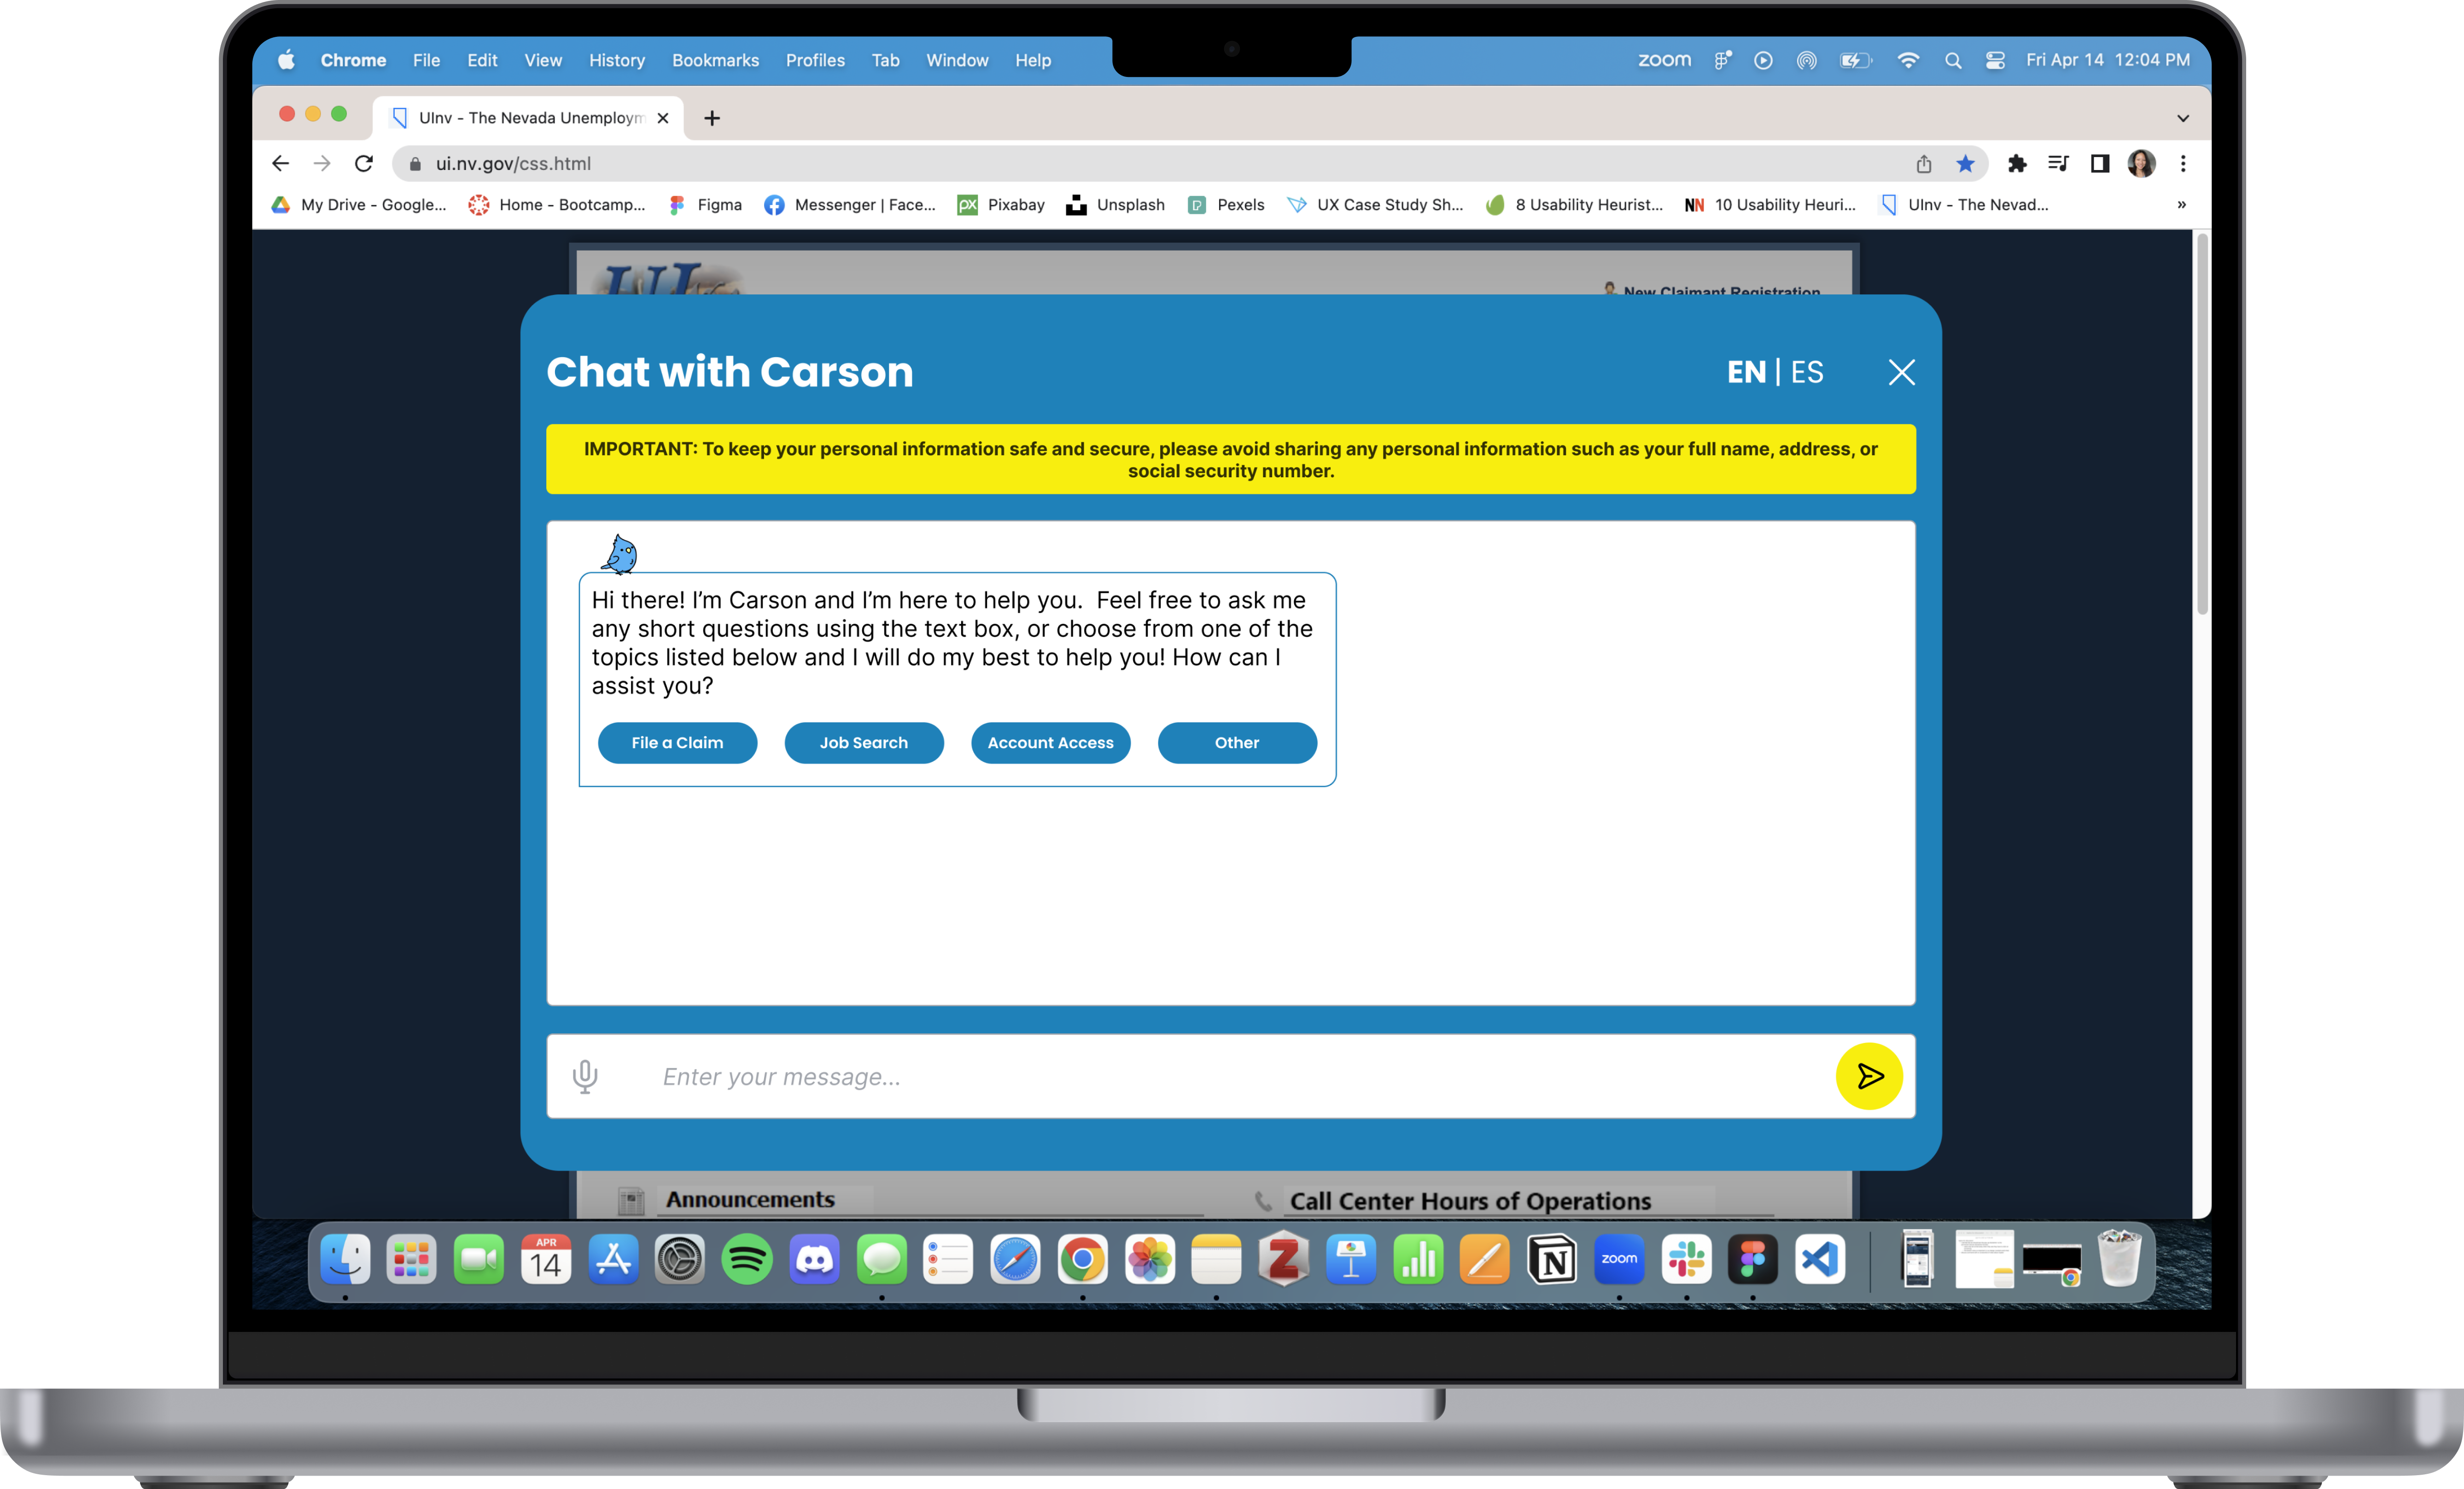 Chrome File Edit View History Bookmarks Profiles Tab Window Help
zoom Fri Apr 14 12:04 PM
UInv - The Nevada Unemploym
ui.nv.gov/css.html
My Drive - Google... Home - Bootcamp... Figma Messenger | Face... Pixabay Unsplash Pexels UX Case Study Sh... 8 Usability Heurist... NN 10 Usability Heuri... UInv - The Nevad... »
UI
New Claimant Registration
Chat with Carson
EN | ES
IMPORTANT: To keep your personal information safe and secure, please avoid sharing any personal information such as your full name, address, or
social security number.
Hi there! I'm Carson and I'm here to help you. Feel free to ask me
any short questions using the text box, or choose from one of the
topics listed below and I will do my best to help you! How can I
assist you?
File a Claim Job Search Account Access Other
Enter your message...
Announcements
Call Center Hours of Operations
APR
14
zoom